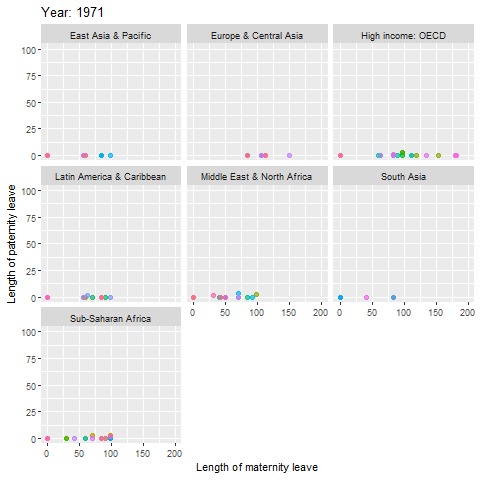 Year: 1971
East Asia & Pacific
Europe & Central Asia
High income: OECD
100
75
50
25
0
Latin America & Caribbean
Middle East & North Africa
South Asia
100
75
50
25
0
0 50 100 150 200
0 50 100 150 200
Sub-Saharan Africa
100
75
50
25
0
0 50 100 150 200
Length of paternity leave
Length of maternity leave